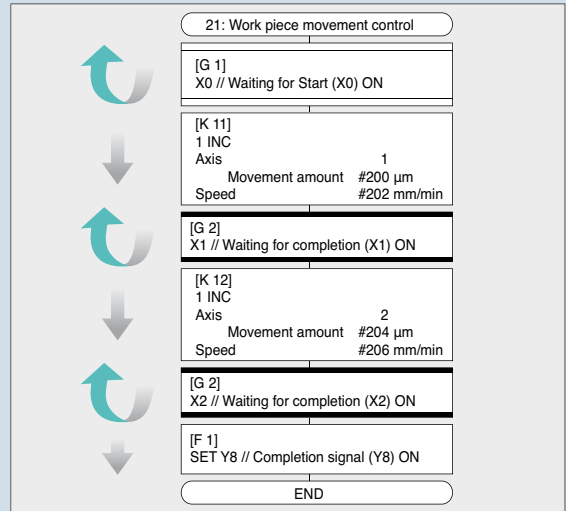 21: Work piece movement control
[G 1]
X0 // Waiting for Start (X0) ON
[K 11]
1 INC
Axis 1
Movement amount #200 µm
Speed #202 mm/min
[G 2]
X1 // Waiting for completion (X1) ON
[K 12]
1 INC
Axis 2
Movement amount #204 µm
Speed #206 mm/min
[G 2]
X2 // Waiting for completion (X2) ON
[F 1]
SET Y8 // Completion signal (Y8) ON
END